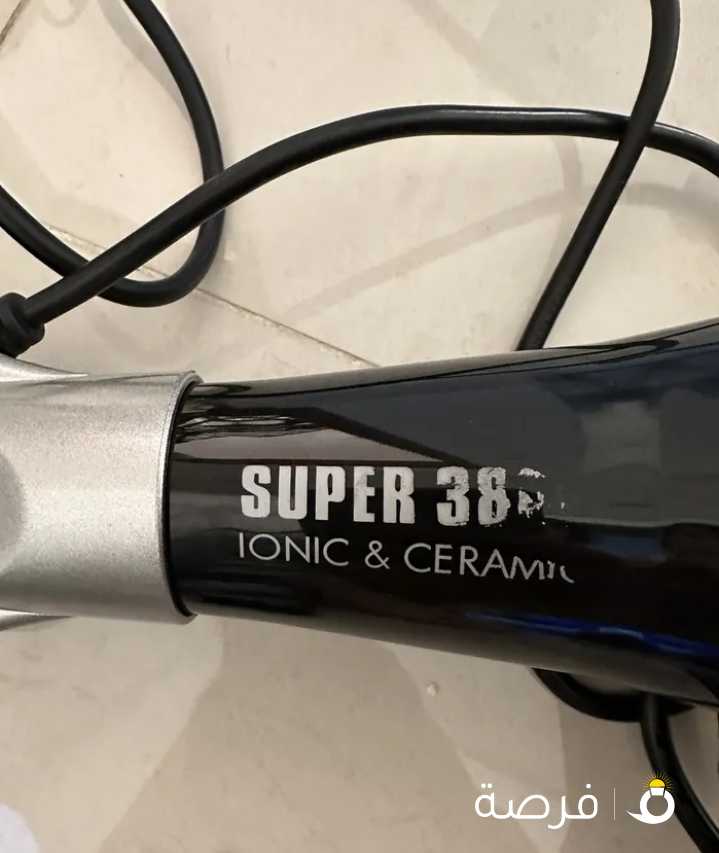 SUPER 38
IONIC & CERAMIC
فرصة